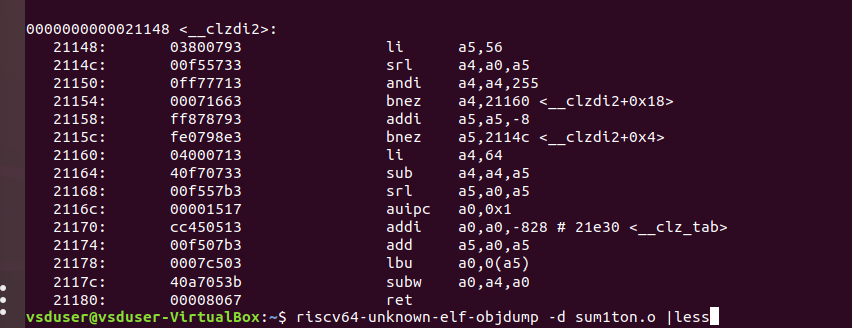 0000000000021148 <__clzdi2>:
21148: 03800793 li a5,56
2114c: 00f55733 srl a4,a0,a5
21150: 0ff77713 andi a4,a4,255
21154: 00071663 bnez a4,21160 <__clzdi2+0x18>
21158: ff878793 addi a5,a5,-8
2115c: fe0798e3 bnez a5,2114c <__clzdi2+0x4>
21160: 04000713 li a4,64
21164: 40f70733 sub a4,a4,a5
21168: 00f557b3 srl a5,a0,a5
2116c: 00001517 auipc a0,0x1
21170: cc450513 addi a0,a0,-828 # 21e30 <__clz_tab>
21174: 00f507b3 add a5,a0,a5
21178: 0007c503 lbu a0,0(a5)
2117c: 40a7053b subw a0,a4,a0
21180: 00008067 ret
vsduser@vsduser-VirtualBox:~$ riscv64-unknown-elf-objdump -d sum1ton.o |less